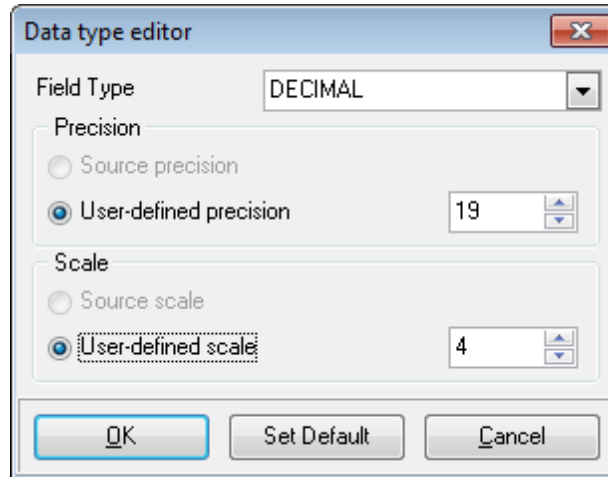 Data type editor
Field Type DECIMAL
Precision
Source precision
User-defined precision 19
Scale
Source scale
User-defined scale 4
OK Set Default Cancel